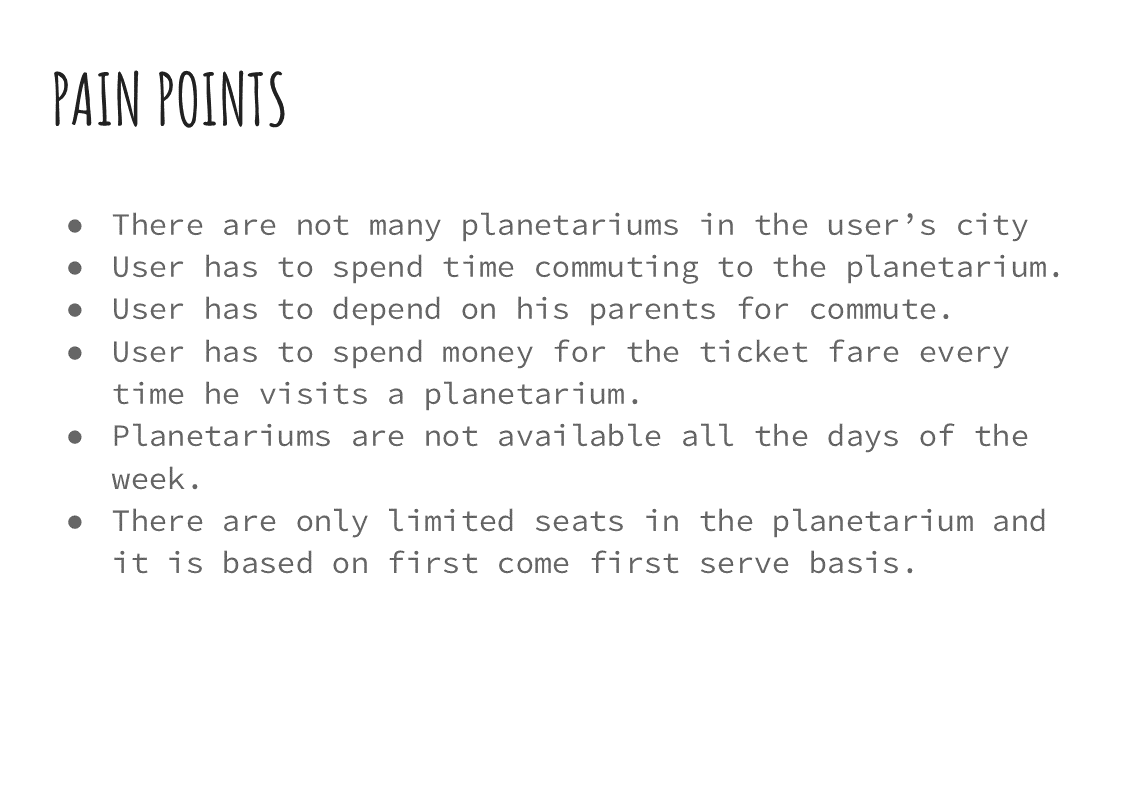 PAIN POINTS
● There are not many planetariums in the user’s city
● User has to spend time commuting to the planetarium.
● User has to depend on his parents for commute.
● User has to spend money for the ticket fare every
time he visits a planetarium.
● Planetariums are not available all the days of the
week.
● There are only limited seats in the planetarium and
it is based on first come first serve basis.